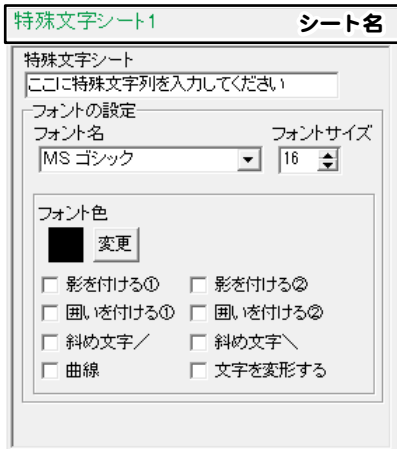 特殊文字シート1 シート名
特殊文字シート
ここに特殊文字列を入力してください
フォントの設定
フォント名 フォントサイズ
MS ゴシック 16
フォント色
変更
影を付ける① 影を付ける②
囲いを付ける① 囲いを付ける②
斜め文字／ 斜め文字＼
曲線 文字を変形する